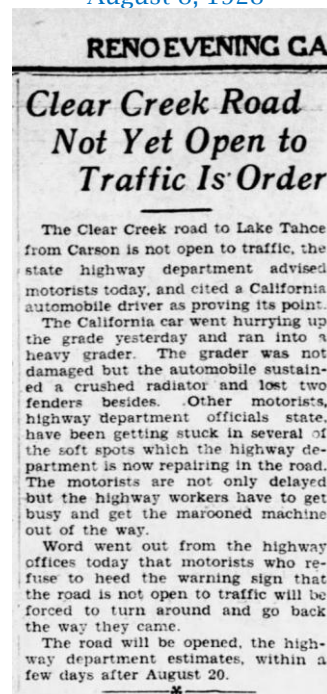 August 6, 1928
RENO EVENING GA
Clear Creek Road
Not Yet Open to
Traffic Is Order
The Clear Creek road to Lake Tahoe
from Carson is not open to traffic, the
state highway department advised
motorists today, and cited a California
automobile driver as proving its point.
The California car went hurrying up
the grade yesterday and ran into a
heavy grader. The grader was not
damaged but the automobile sustain-
ed a crushed radiator and lost two
fenders besides. Other motorists,
highway department officials state,
have been getting stuck in several of
the soft spots which the highway de-
partment is now repairing in the road.
The motorists are not only delayed
but the highway workers have to get
busy and get the marooned machine
out of the way.
Word went out from the highway
offices today that motorists who re-
fuse to heed the warning sign that
the road is not open to traffic will be
forced to turn around and go back
the way they came.
The road will be opened, the high-
way department estimates, within a
few days after August 20.